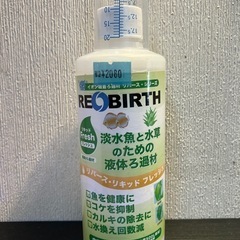 REBIRTH
fresh
淡水魚と水草
のための
液体ろ過材
リバース・リキッド フレッシュ
魚を健康に
コケを抑制
カルキの除去に
水換え回数減